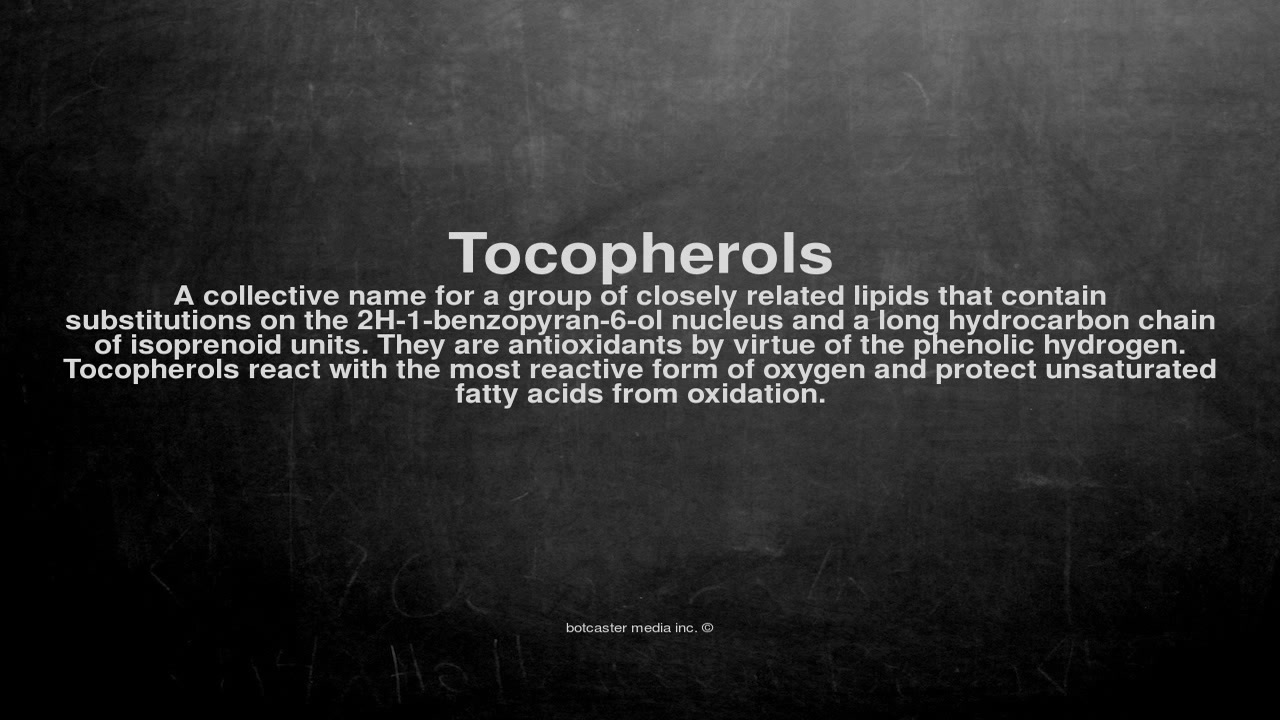 Tocopherols
A collective name for a group of closely related lipids that contain
substitutions on the 2H-1-benzopyran-6-ol nucleus and a long hydrocarbon chain
of isoprenoid units. They are antioxidants by virtue of the phenolic hydrogen.
Tocopherols react with the most reactive form of oxygen and protect unsaturated
fatty acids from oxidation.
botcaster media inc. ©